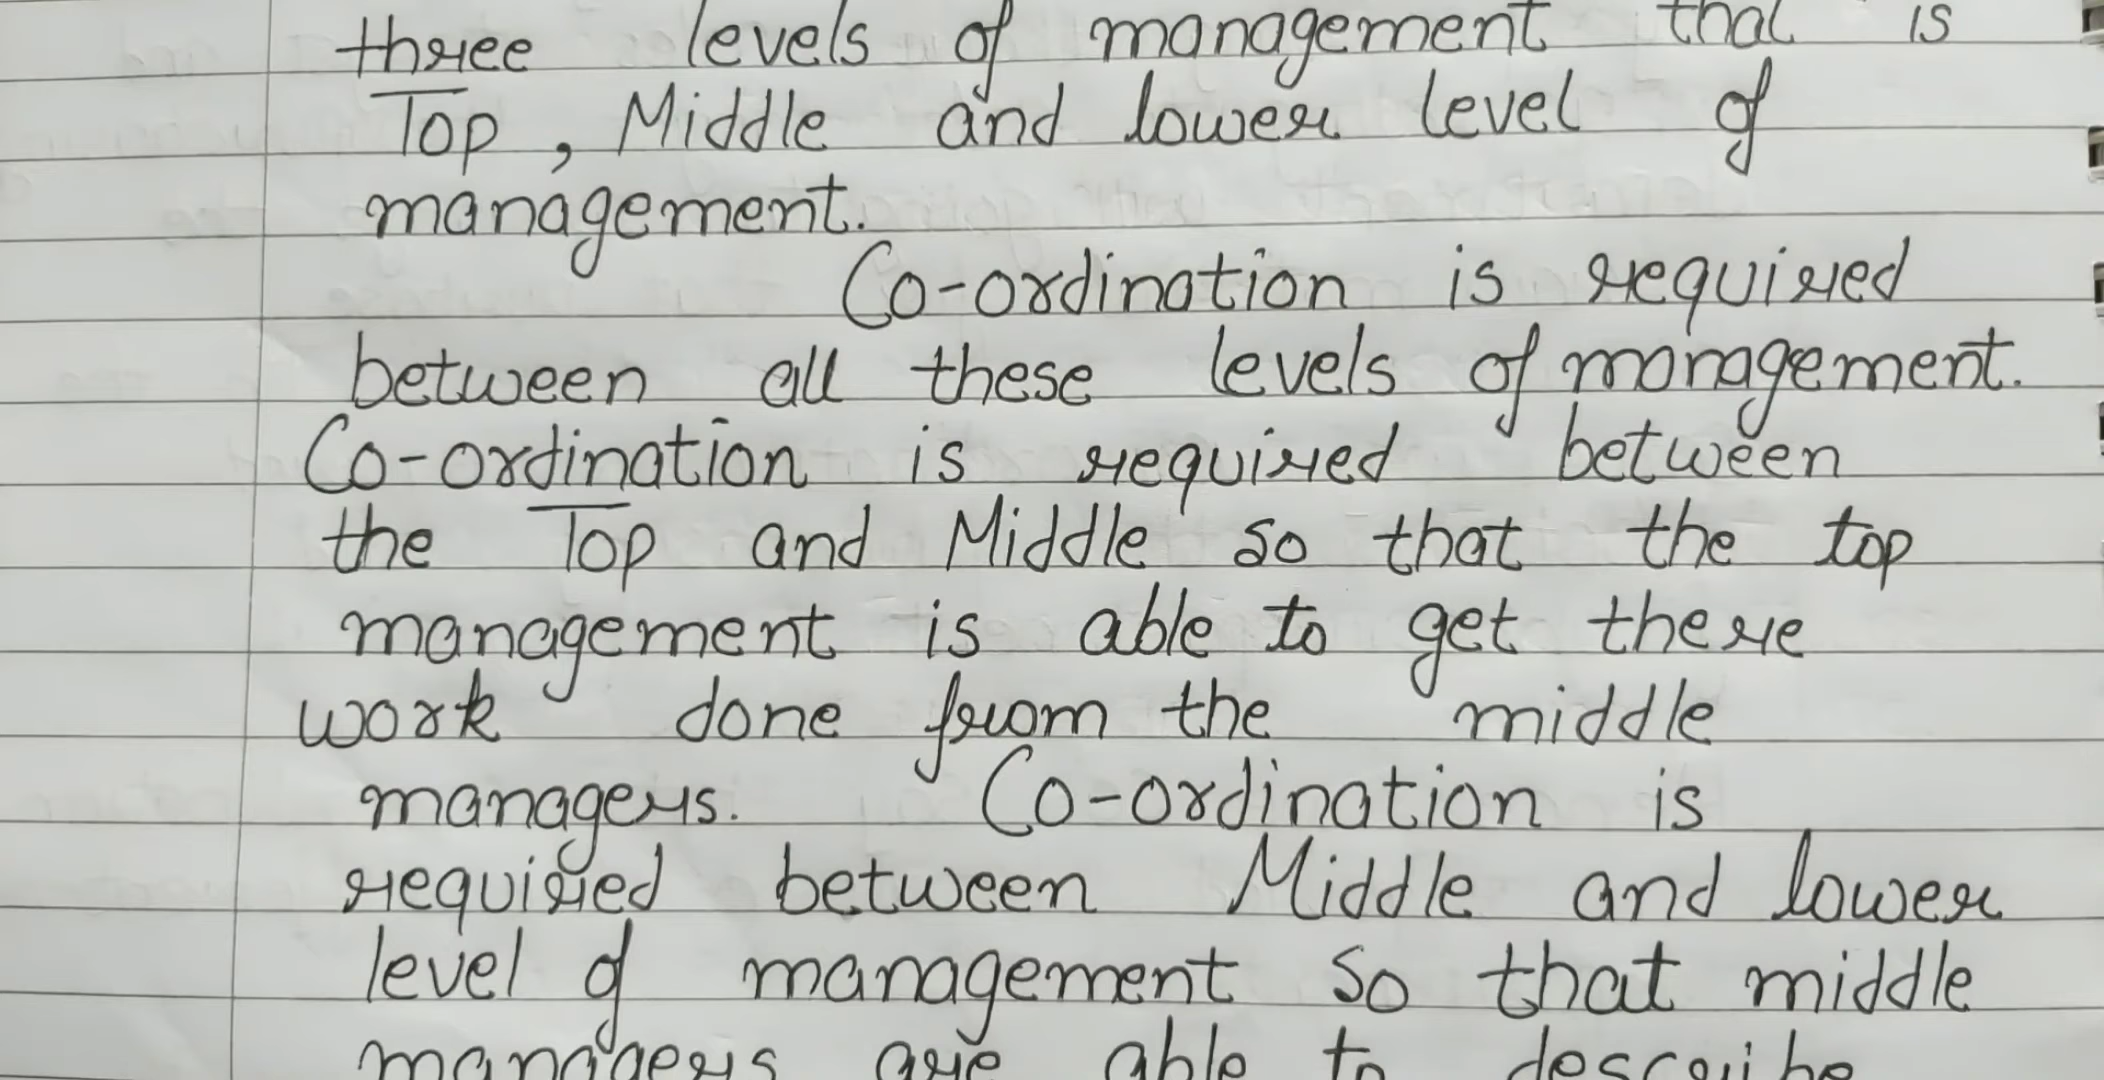 three levels of management that is
Top, Middle and lower level of
management.
Co-ordination is required
between all these levels of management.
Co-ordination is required between
the Top and Middle so that the top
management is able to get there
work done from the middle
managers. Co-ordination is
required between Middle and lower
level of management so that middle
managers are able to describe